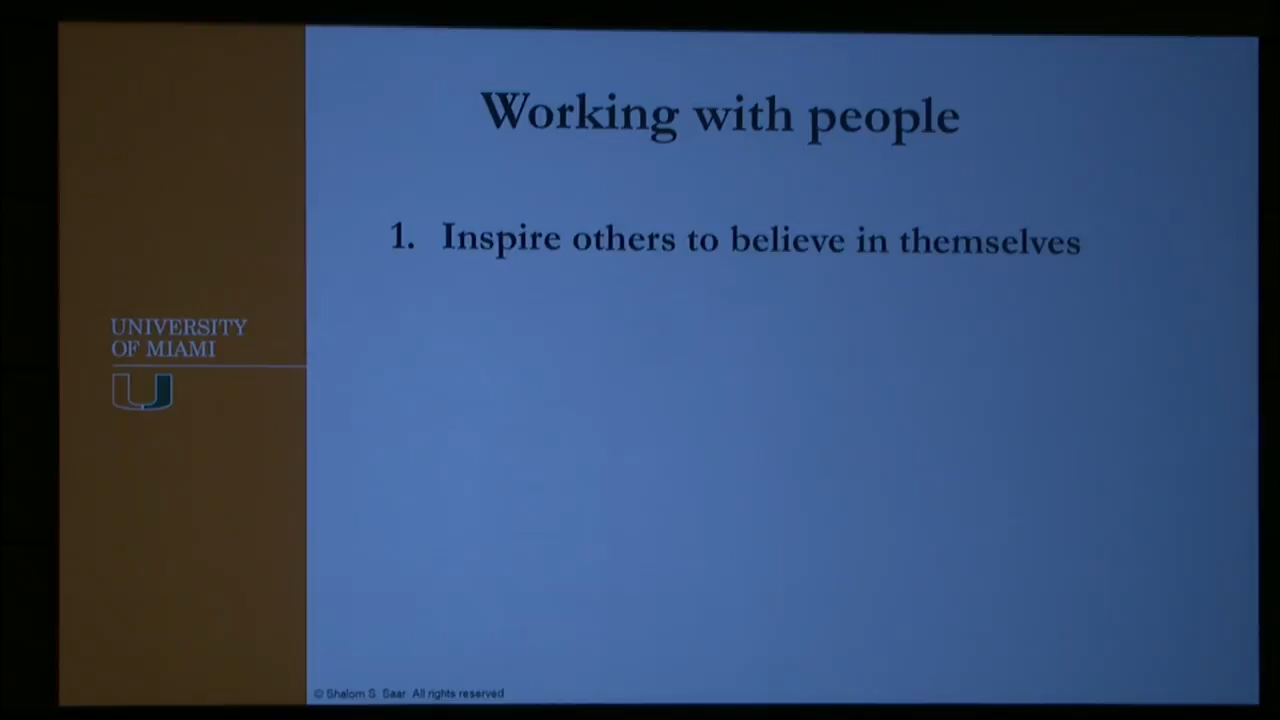 Working with people
1. Inspire others to believe in themselves
UNIVERSITY
OF MIAMI
© Shalom S. Saar All rights reserved